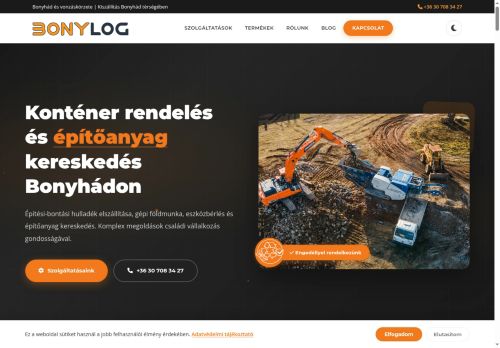 Bonyhád és vonzáskörzete | Kiszállítás Bonyhád térségében
+36 30 708 34 27
BONYLOG
SZOLGÁLTATÁSOK
TERMÉKEK
RÓLUNK
BLOG
KAPCSOLAT
Konténer rendelés
és építőanyag
kereskedés
Bonyhádon
Építési-bontási hulladék elszállítása, gépi földmunka, eszközbérlés és
építőanyag kereskedés. Komplex megoldások családi vállalkozás
gondosságával.
Szolgáltatásaink
+36 30 708 34 27
✓ Engedéllyel rendelkezünk
Ez a weboldal sütiket használ a jobb felhasználói élmény érdekében. Adatvédelmi tájékoztató
Elfogadom
Elutasítom